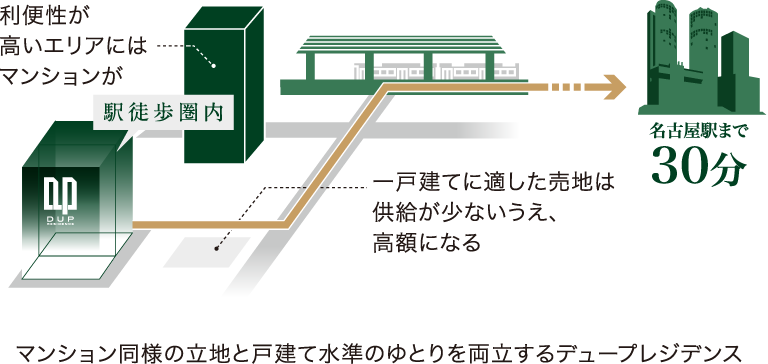 利便性が
高いエリアには
マンションが
駅徒歩圏内
名古屋駅まで
30分
DUP
RESIDENCE
一戸建てに適した売地は
供給が少ないうえ、
高額になる
マンション同様の立地と戸建て水準のゆとりを両立するデュープレジデンス